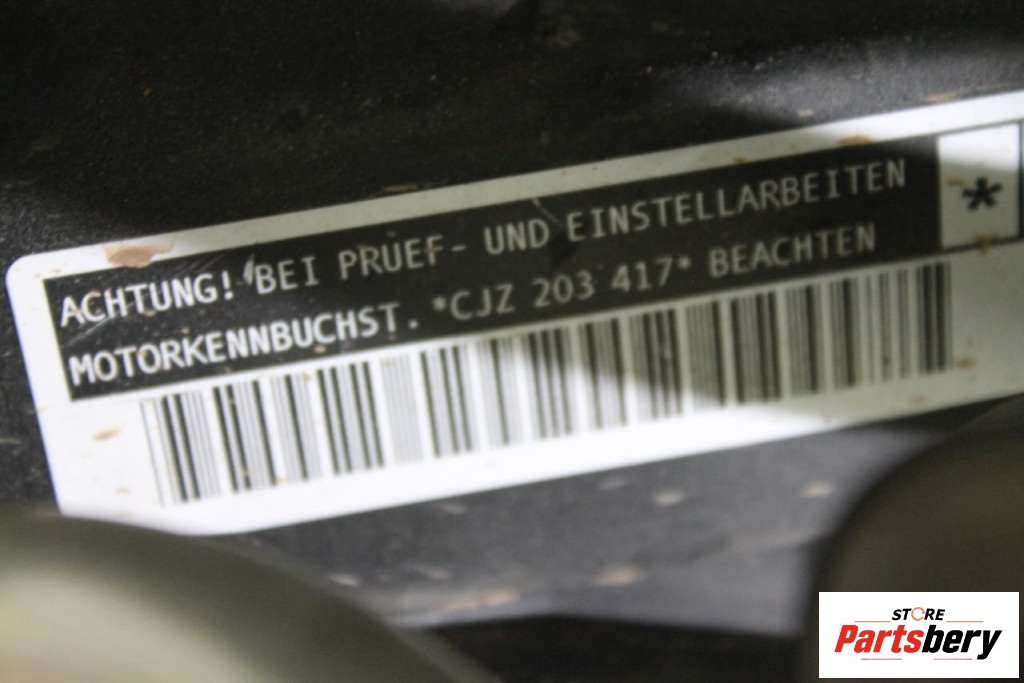 ACHTUNG! BEI PRUEF- UND EINSTELLARBEITEN
MOTORKENNBUCHST. *CJZ 203 417* BEACHTEN
*
STORE
Partsbery